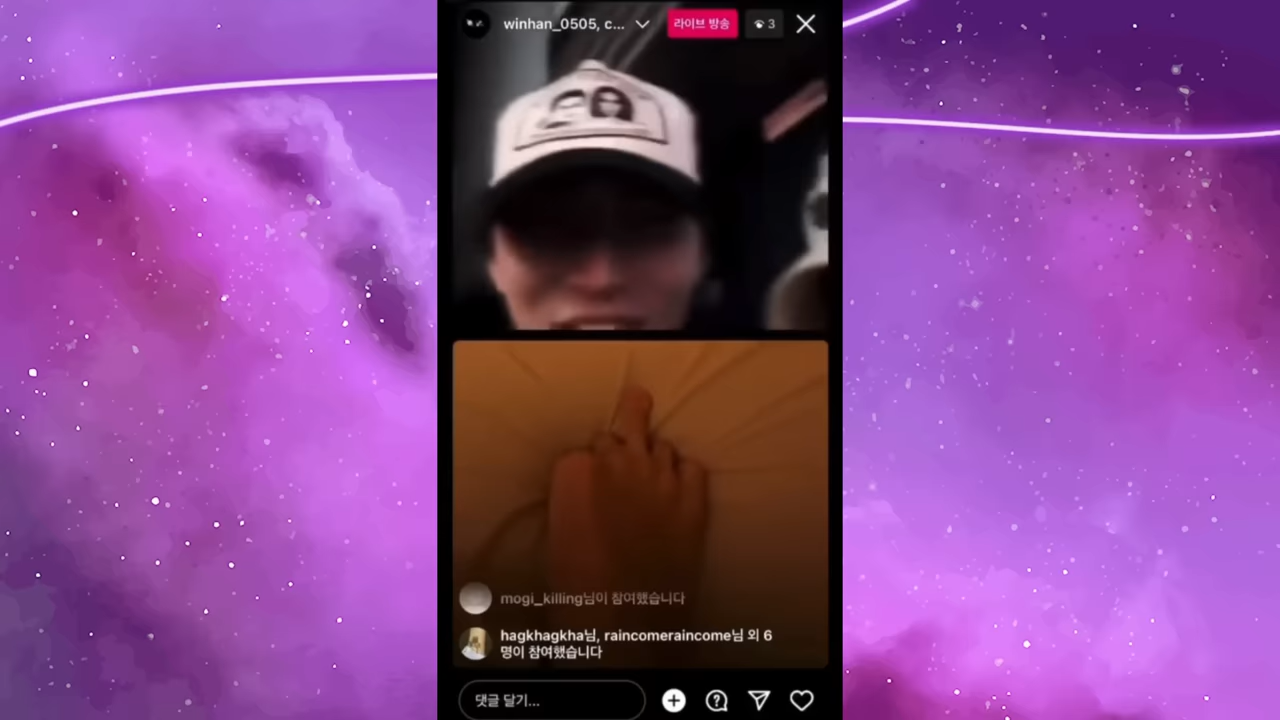 winhan_0505, c...
라이브 방송
3
mogi_killing님이 참여했습니다
hagkhagkha님, raincomeraincome님 외 6
명이 참여했습니다
댓글 달기...